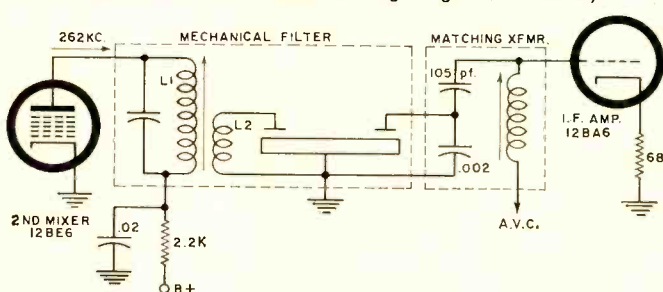 262KC.
MECHANICAL FILTER
MATCHING XFMR.
L1
L2
105 pf.
.002
I.F. AMP.
12BA6
68
A.V.C.
2ND MIXER
12BE6
.02
2.2K
B+